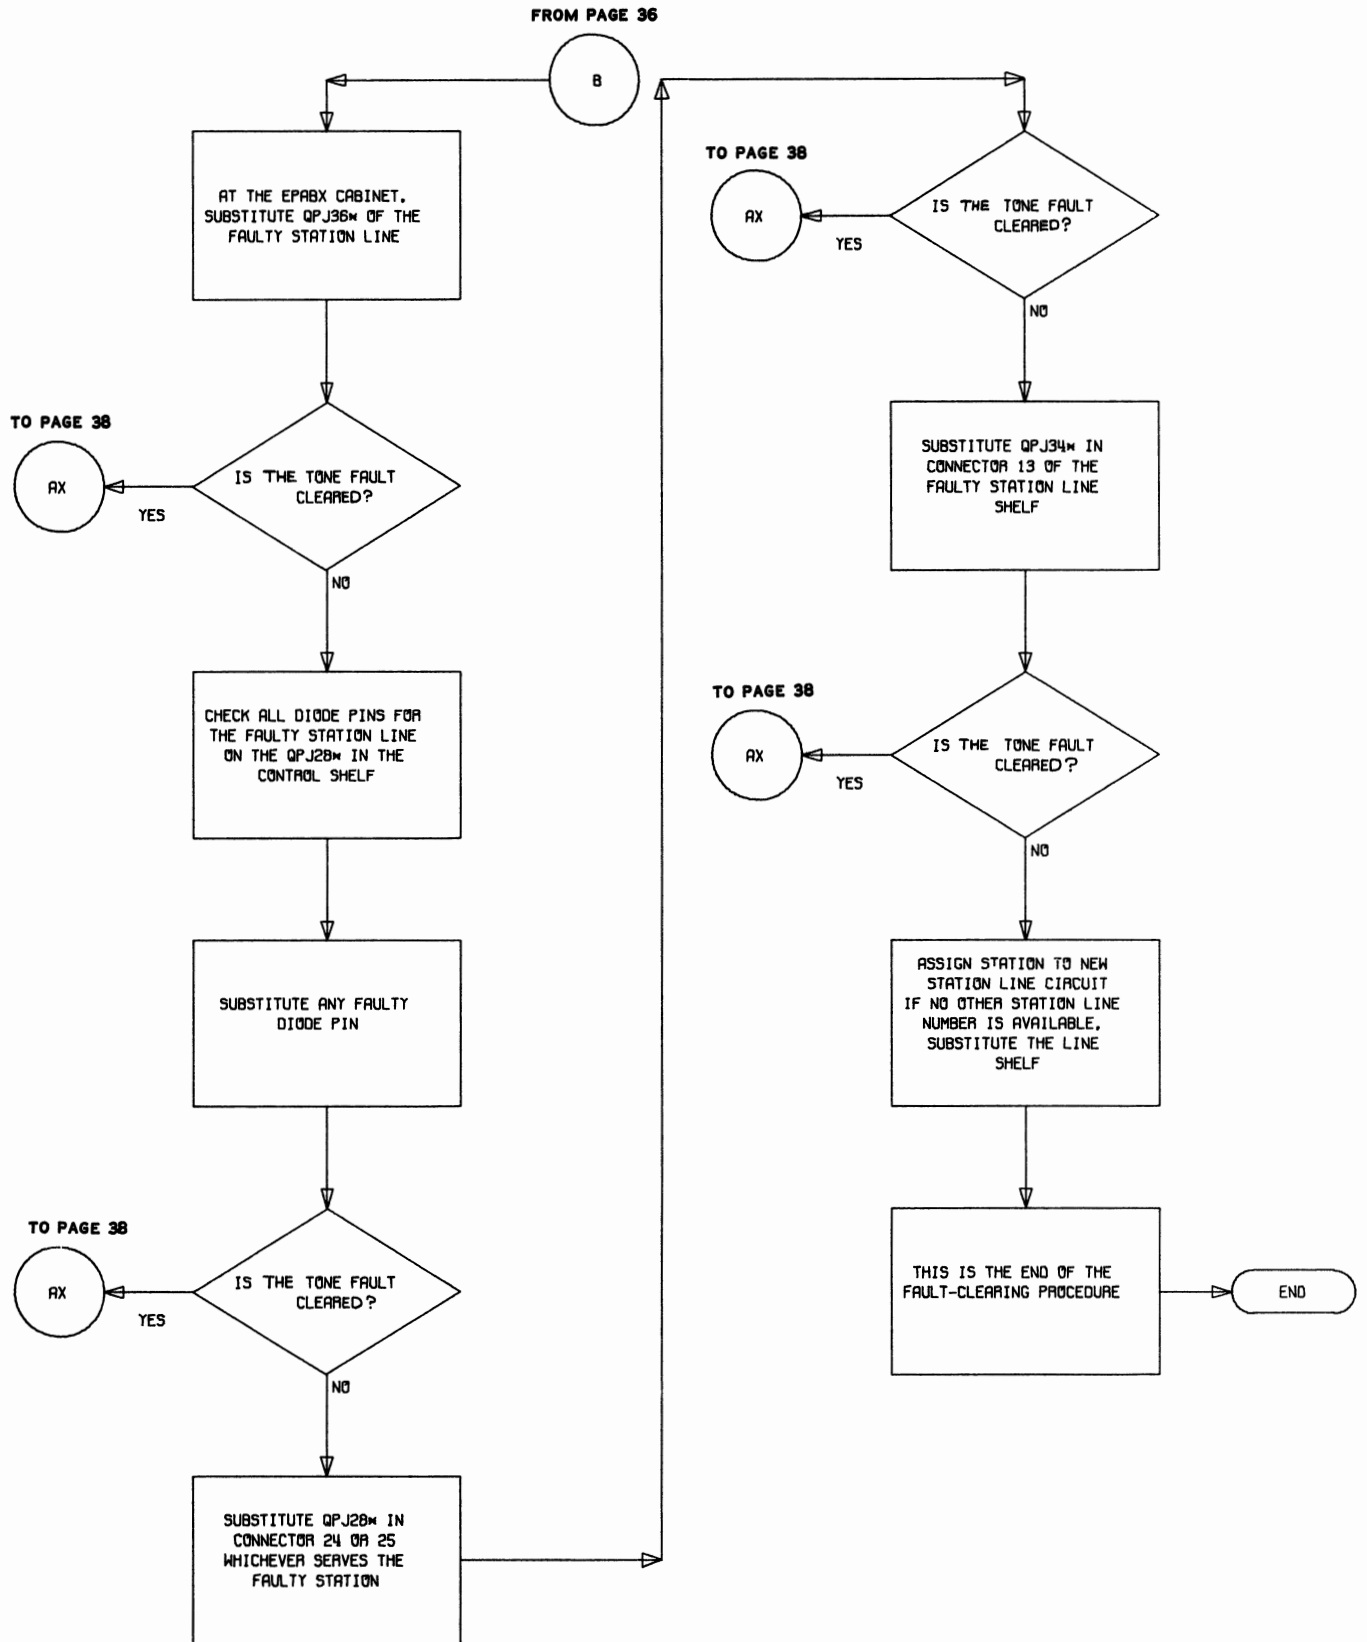 FROM PAGE 36
B
AT THE EPABX CABINET.
SUBSTITUTE QPJ36* OF THE
FAULTY STATION LINE
TO PAGE 38
AX
YES
IS THE TONE FAULT
CLEARED?
NO
CHECK ALL DIODE PINS FOR
THE FAULTY STATION LINE
ON THE QPJ28* IN THE
CONTROL SHELF
SUBSTITUTE ANY FAULTY
DIODE PIN
TO PAGE 38
AX
YES
IS THE TONE FAULT
CLEARED?
NO
SUBSTITUTE QPJ28* IN
CONNECTOR 24 OR 25
WHICHEVER SERVES THE
FAULTY STATION
TO PAGE 38
AX
YES
IS THE TONE FAULT
CLEARED?
NO
SUBSTITUTE QPJ34* IN
CONNECTOR 13 OF THE
FAULTY STATION LINE
SHELF
TO PAGE 38
AX
YES
IS THE TONE FAULT
CLEARED?
NO
ASSIGN STATION TO NEW
STATION LINE CIRCUIT
IF NO OTHER STATION LINE
NUMBER IS AVAILABLE.
SUBSTITUTE THE LINE
SHELF
THIS IS THE END OF THE
FAULT-CLEARING PROCEDURE
END